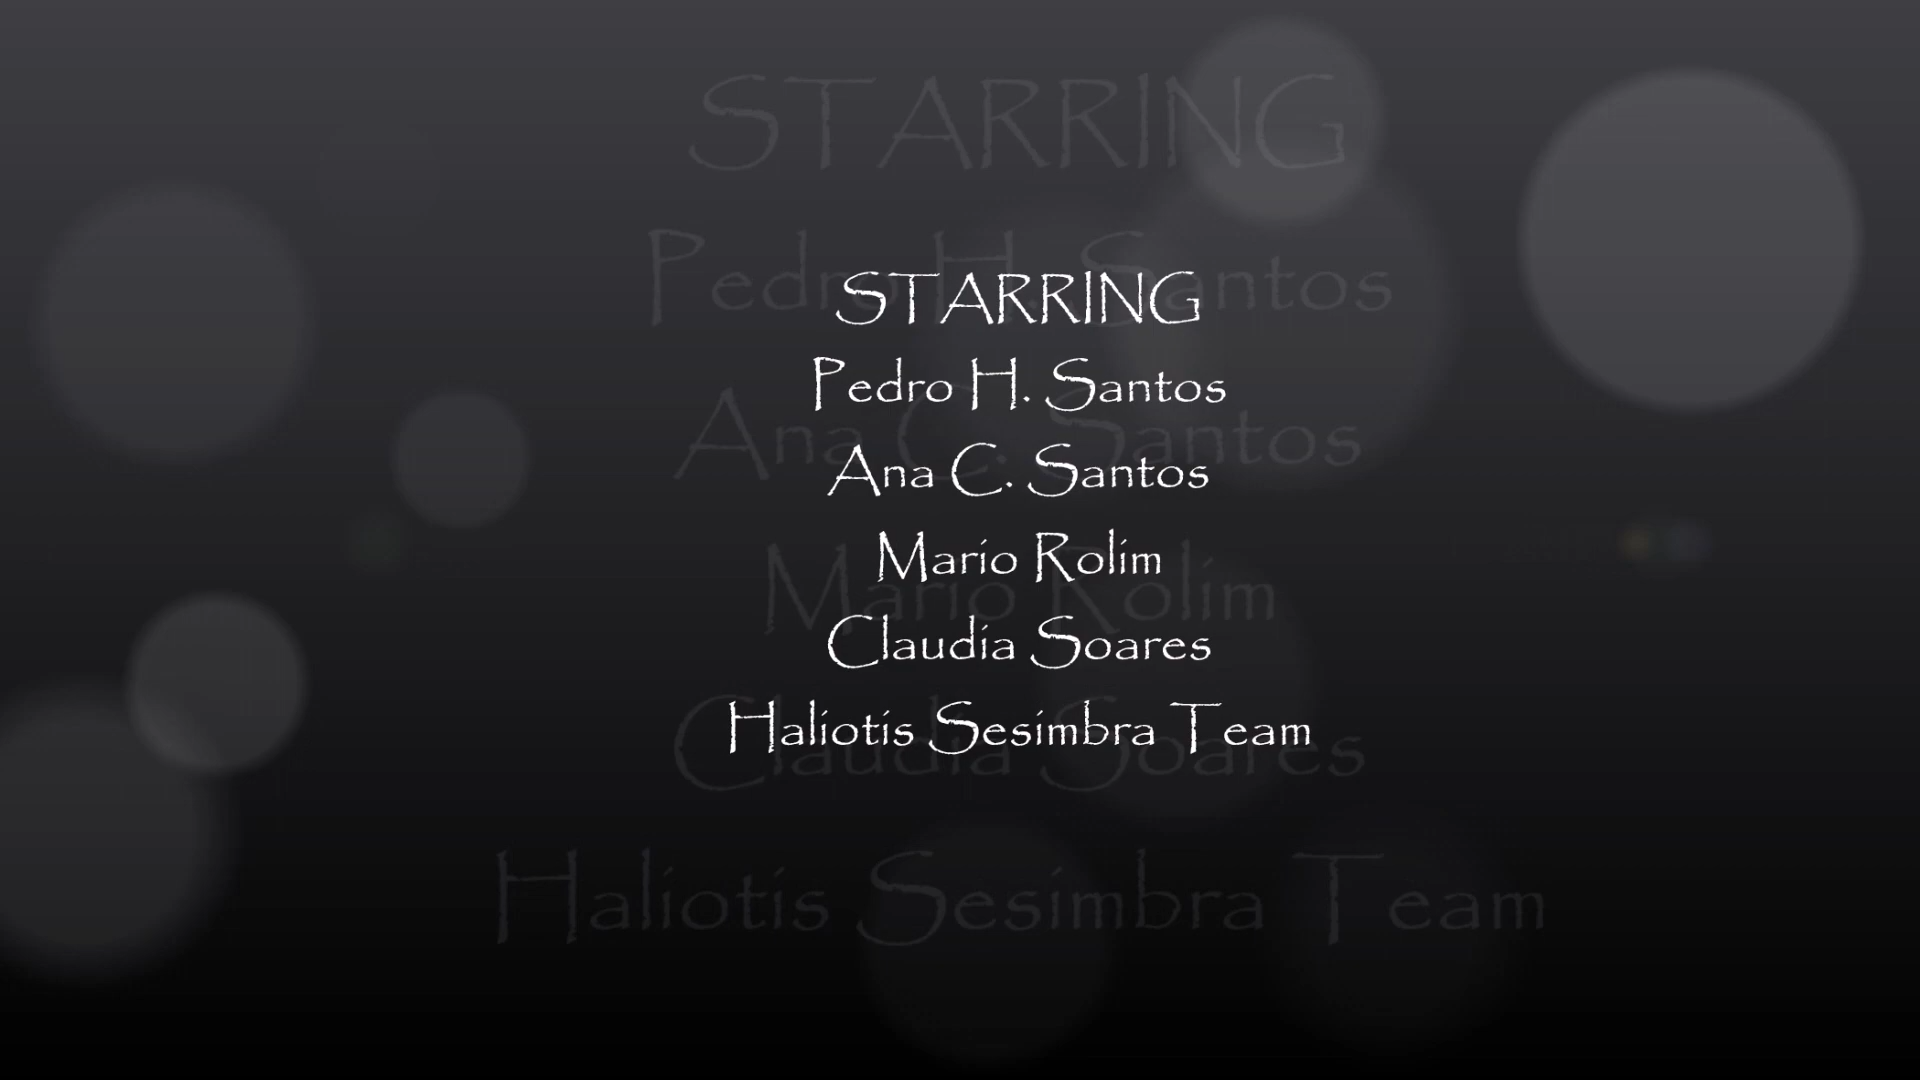 STARRING
Pedro H. Santos
Ana C. Santos
Mario Rolim
Claudia Soares
Haliotis Sesimbra Team